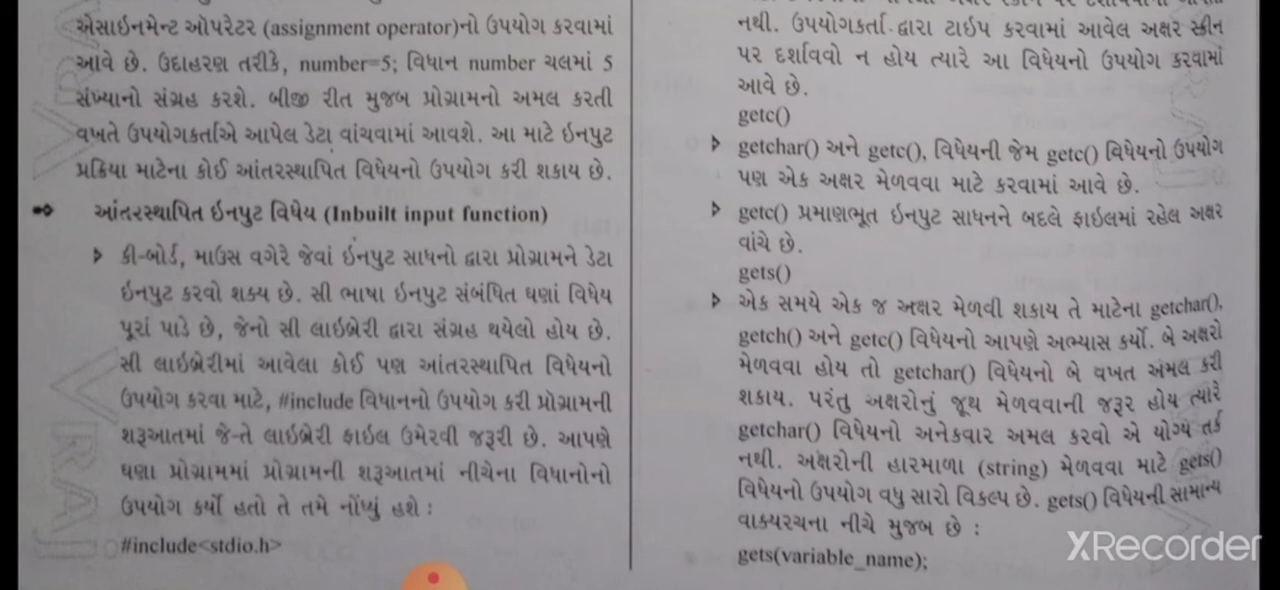 એસાઇનમેન્ટ ઑપરેટર (assignment operator)નો ઉપયોગ કરવામાં
આવે છે. ઉદાહરણ તરીકે, number=5; વિધાન number ચલમાં 5
સંખ્યાનો સંગ્રહ કરશે. બીજી રીત મુજબ પ્રોગ્રામનો અમલ કરતી
વખતે ઉપયોગકર્તાએ આપેલ ડેટા વાંચવામાં આવશે. આ માટે ઇનપુટ
પ્રક્રિયા માટેના કોઈ આંતરસ્થાપિત વિધેયનો ઉપયોગ કરી શકાય છે.
આંતરસ્થાપિત ઇનપુટ વિધેય (Inbuilt input function)
કી-બોર્ડ, માઉસ વગેરે જેવાં ઇનપુટ સાધનો દ્વારા પ્રોગ્રામને ડેટા
ઇનપુટ કરવો શક્ય છે. સી ભાષા ઇનપુટ સંબંધિત ઘણાં વિધેય
પૂરાં પાડે છે, જેનો સી લાઇબ્રેરી દ્વારા સંગ્રહ થયેલો હોય છે.
સી લાઇબ્રેરીમાં આવેલા કોઈ પણ આંતરસ્થાપિત વિધેયનો
ઉપયોગ કરવા માટે, #include વિધાનનો ઉપયોગ કરી પ્રોગ્રામની
શરૂઆતમાં જે-તે લાઇબ્રેરી ફાઇલ ઉમેરવી જરૂરી છે. આપણે
ઘણા પ્રોગ્રામમાં પ્રોગ્રામની શરૂઆતમાં નીચેના વિધાનોનો
ઉપયોગ કર્યો હતો તે તમે નોંધ્યું હશે :
#include<stdio.h>
નથી. ઉપયોગકર્તા દ્વારા ટાઇપ કરવામાં આવેલ અક્ષર સ્ક્રીન
પર દર્શાવવો ન હોય ત્યારે આ વિધેયનો ઉપયોગ કરવામાં
આવે છે.
getc()
getchar() અને getc(), વિધેયની જેમ getc() વિધેયનો ઉપયોગ
પણ એક અક્ષર મેળવવા માટે કરવામાં આવે છે.
getc() પ્રમાણભૂત ઇનપુટ સાધનને બદલે ફાઇલમાં રહેલ અક્ષર
વાંચે છે.
gets()
એક સમયે એક જ અક્ષર મેળવી શકાય તે માટેના getchar(),
getch() અને getc() વિધેયનો આપણે અભ્યાસ કર્યો. બે અક્ષરો
મેળવવા હોય તો getchar() વિધેયનો બે વખત અમલ કરી
શકાય. પરંતુ અક્ષરોનું જૂથ મેળવવાની જરૂર હોય ત્યારે
getchar() વિધેયનો અનેકવાર અમલ કરવો એ યોગ્ય તર્ક
નથી. અક્ષરોની હારમાળા (string) મેળવવા માટે gets()
વિધેયનો ઉપયોગ વધુ સારો વિકલ્પ છે. gets() વિધેયની સામાન્ય
વાક્યરચના નીચે મુજબ છે :
gets(variable_name);
XRecorder